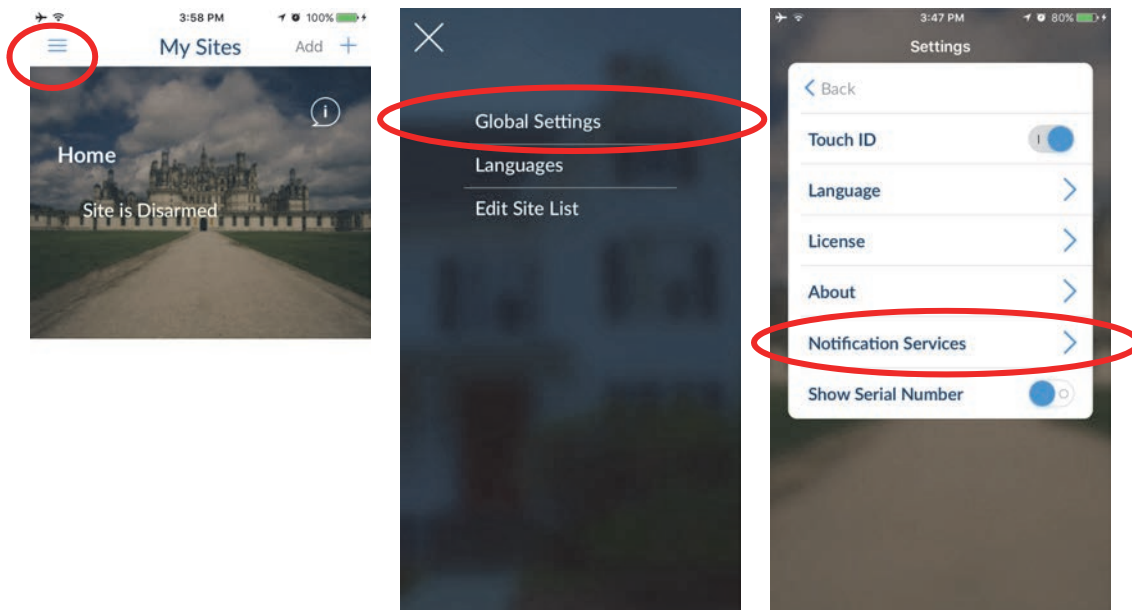 3:58 PM
100%
My Sites
Add +
i
Home
Site is Disarmed
Global Settings
Languages
Edit Site List
3:47 PM
80%
Settings
Back
Touch ID
Language
License
About
Notification Services
Show Serial Number